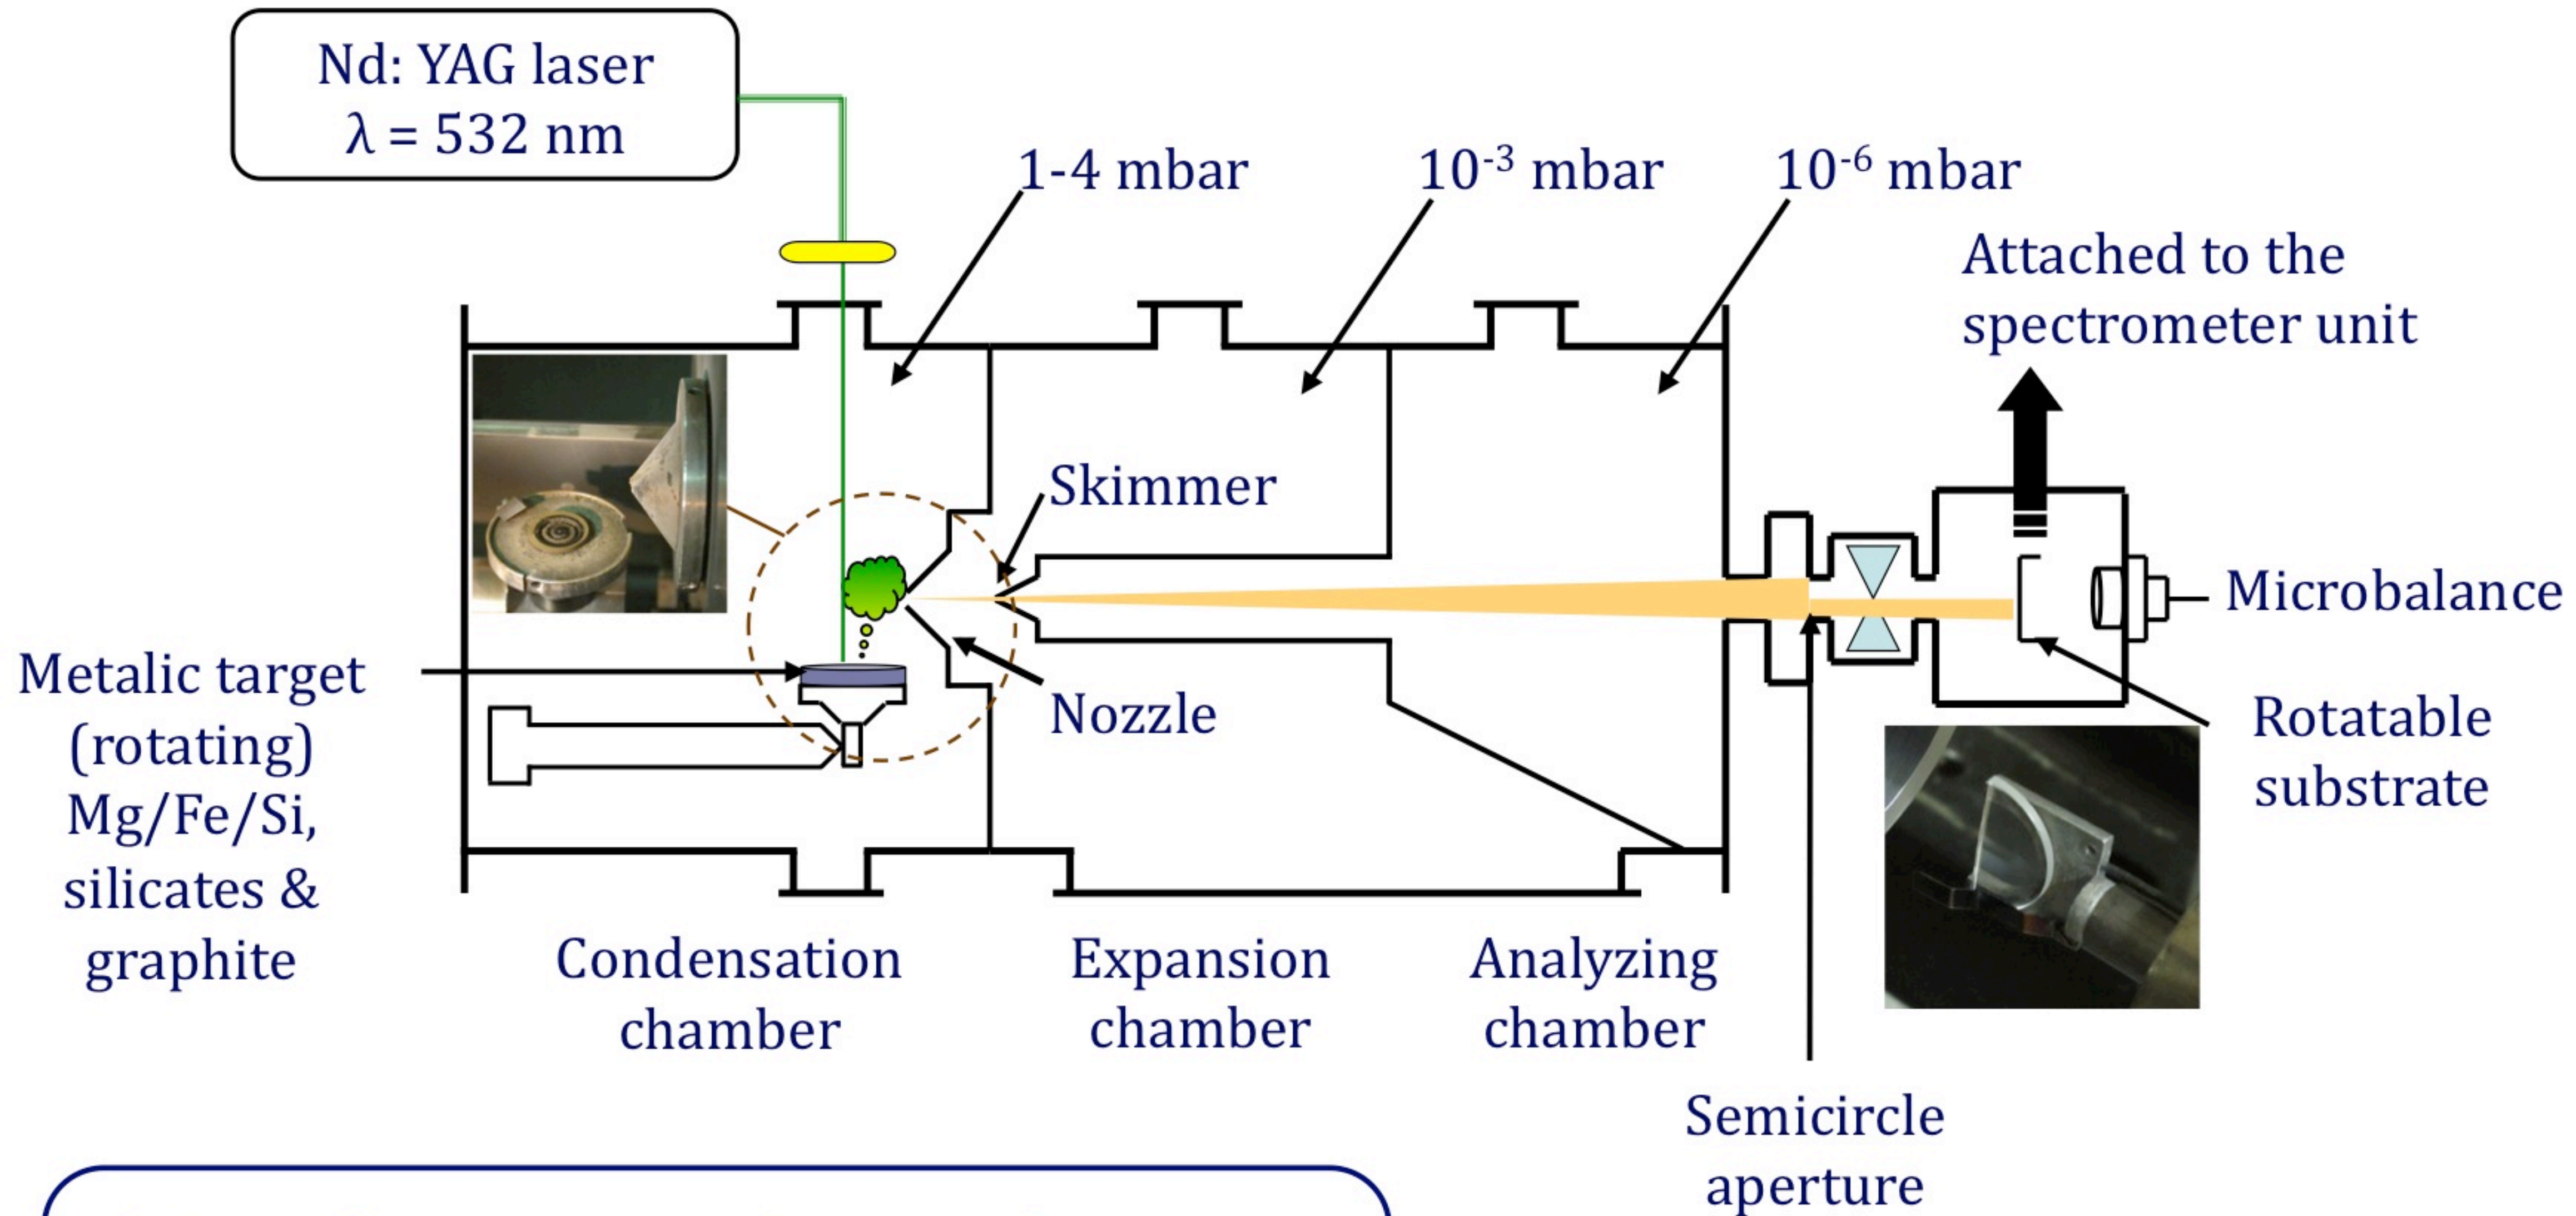 Nd: YAG laser
λ = 532 nm
1-4 mbar
10⁻³ mbar
10⁻⁶ mbar
Attached to the
spectrometer unit
Skimmer
Microbalance
Metalic target
(rotating)
Mg/Fe/Si,
silicates &
graphite
Nozzle
Rotatable
substrate
Condensation
chamber
Expansion
chamber
Analyzing
chamber
Semicircle
aperture